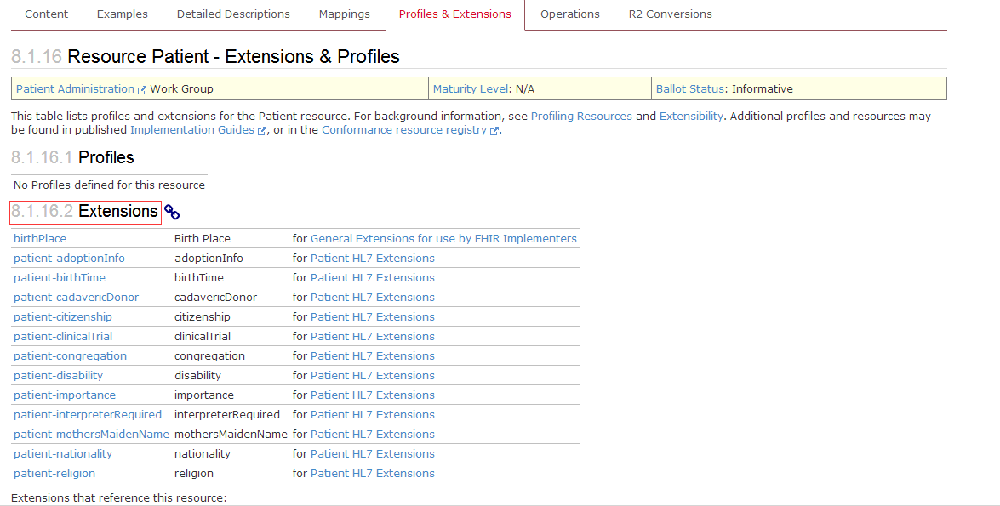 Content Examples Detailed Descriptions Mappings Profiles & Extensions Operations R2 Conversions
8.1.16 Resource Patient - Extensions & Profiles
Patient Administration Work Group Maturity Level: N/A Ballot Status: Informative
This table lists profiles and extensions for the Patient resource. For background information, see Profiling Resources and Extensibility. Additional profiles and resources may
be found in published Implementation Guides , or in the Conformance resource registry .
8.1.16.1 Profiles
No Profiles defined for this resource
8.1.16.2 Extensions
birthPlace Birth Place for General Extensions for use by FHIR Implementers
patient-adoptionInfo adoptionInfo for Patient HL7 Extensions
patient-birthTime birthTime for Patient HL7 Extensions
patient-cadavericDonor cadavericDonor for Patient HL7 Extensions
patient-citizenship citizenship for Patient HL7 Extensions
patient-clinicalTrial clinicalTrial for Patient HL7 Extensions
patient-congregation congregation for Patient HL7 Extensions
patient-disability disability for Patient HL7 Extensions
patient-importance importance for Patient HL7 Extensions
patient-interpreterRequired interpreterRequired for Patient HL7 Extensions
patient-mothersMaidenName mothersMaidenName for Patient HL7 Extensions
patient-nationality nationality for Patient HL7 Extensions
patient-religion religion for Patient HL7 Extensions
Extensions that reference this resource: